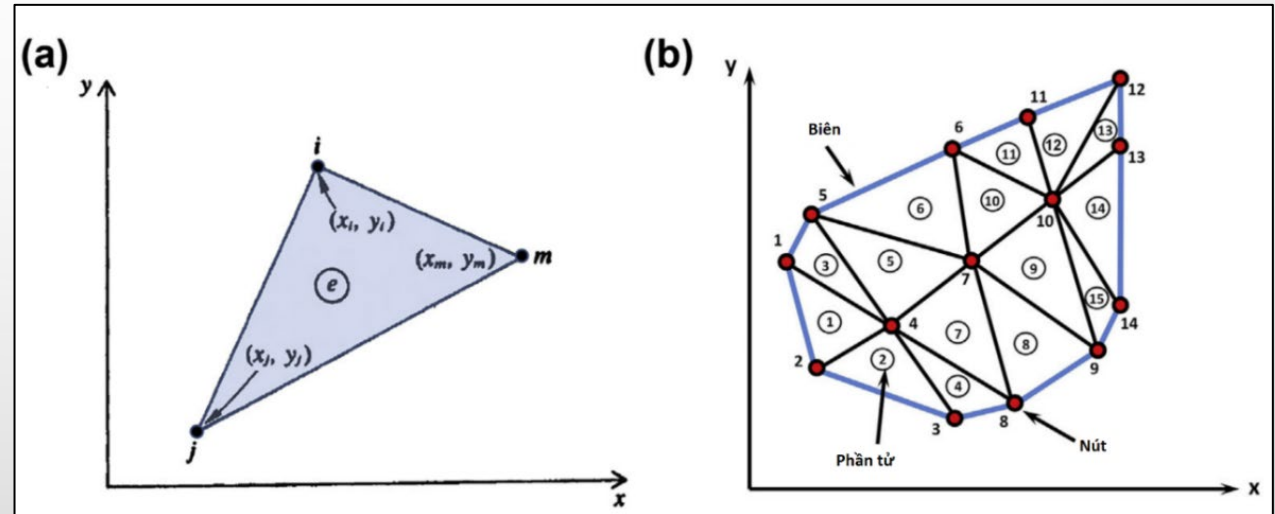 (a)
y
i
(xᵢ, yᵢ)
(xₘ, yₘ)
m
e
(xⱼ, yⱼ)
j
x
(b)
y
12
11
Biên
6
13
12
13
11
5
6
10
14
10
1
3
5
7
9
15
14
1
4
7
8
2
2
9
4
3
8
Nút
Phần tử
x